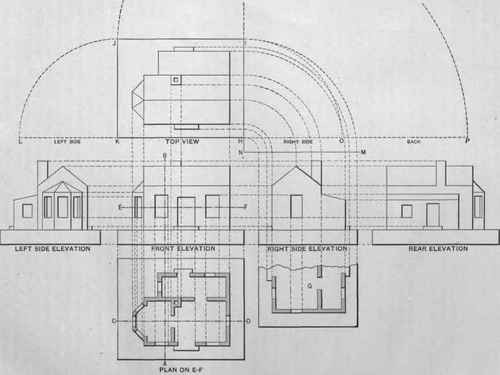 J
I
L
LEFT SIDE
K
TOP VIEW
H
RIGHT SIDE
O
BACK
P
N
M
B
E
F
LEFT SIDE ELEVATION
FRONT ELEVATION
RIGHT SIDE ELEVATION
REAR ELEVATION
G
C
D
A
PLAN ON E-F